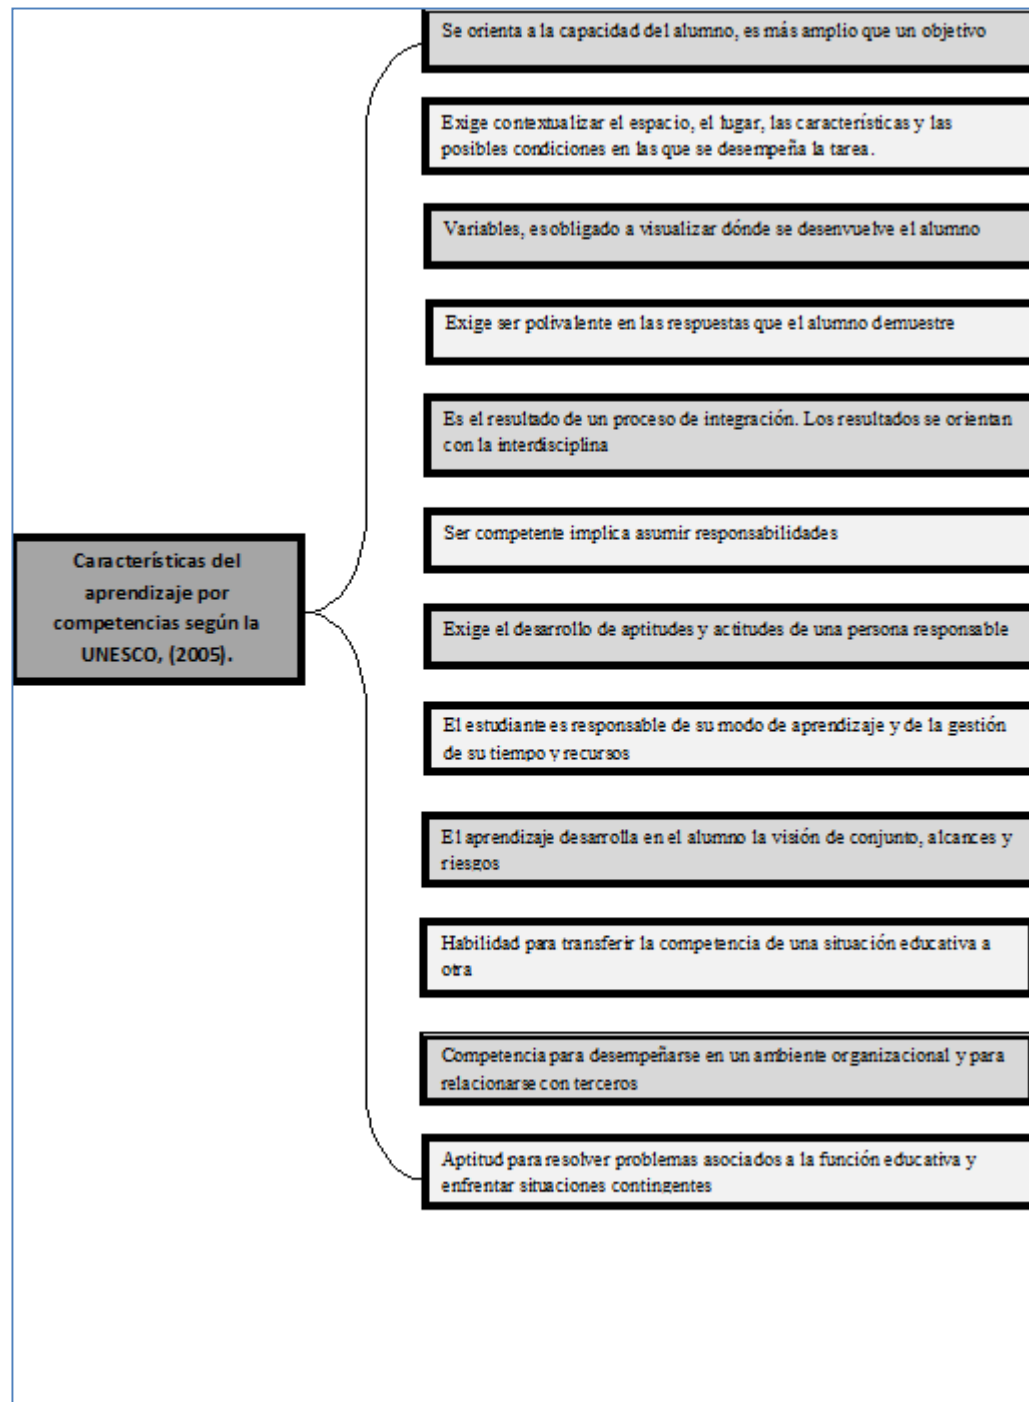 Se orienta a la capacidad del alumno, es más amplio que un objetivo
Exige contextualizar el espacio, el lugar, las características y las
posibles condiciones en las que se desempeña la tarea.
Variables, es obligado a visualizar dónde se desenvuelve el alumno
Exige ser polivalente en las respuestas que el alumno demuestre
Es el resultado de un proceso de integración. Los resultados se orientan
con la interdisciplina
Ser competente implica asumir responsabilidades
Características del
aprendizaje por
competencias según la
UNESCO, (2005).
Exige el desarrollo de aptitudes y actitudes de una persona responsable
El estudiante es responsable de su modo de aprendizaje y de la gestión
de su tiempo y recursos
El aprendizaje desarrolla en el alumno la visión de conjunto, alcances y
riesgos
Habilidad para transferir la competencia de una situación educativa a
otra
Competencia para desempeñarse en un ambiente organizacional y para
relacionarse con terceros
Aptitud para resolver problemas asociados a la función educativa y
enfrentar situaciones contingentes